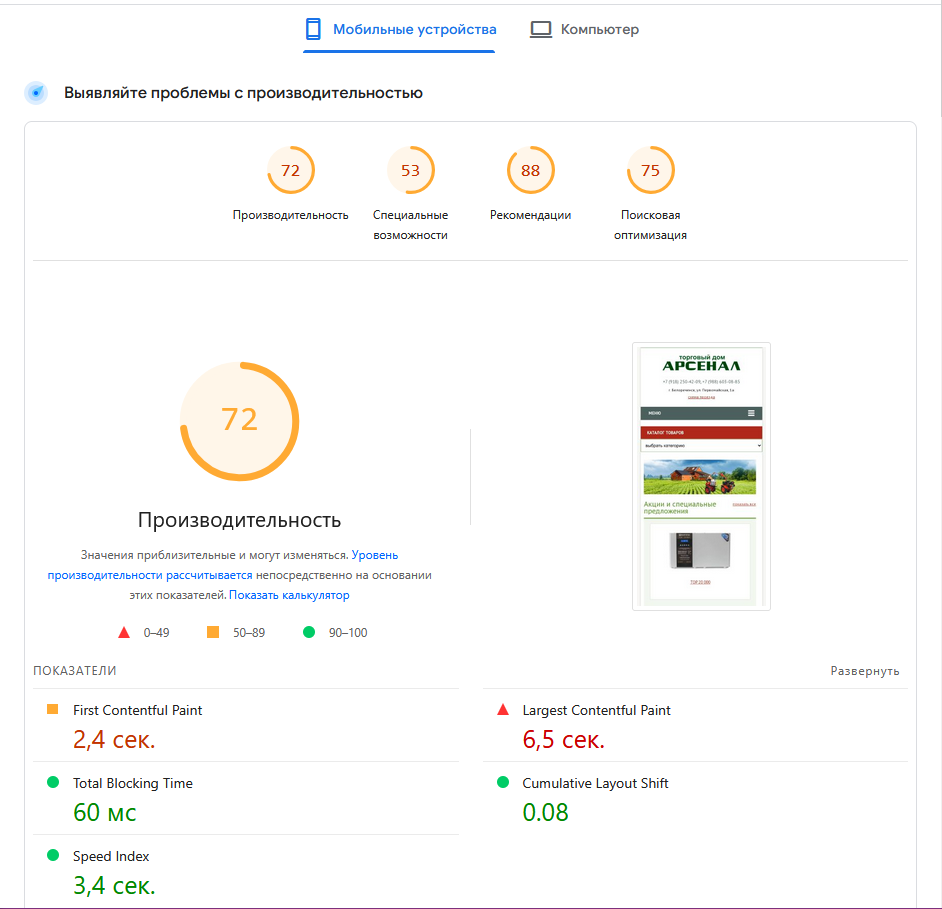 Мобильные устройства
Компьютер
Выявляйте проблемы с производительностью
72
53
88
75
Производительность
Специальные
возможности
Рекомендации
Поисковая
оптимизация
72
Производительность
Значения приблизительные и могут изменяться. Уровень
производительности рассчитывается непосредственно на основании
этих показателей. Показать калькулятор
0–49
50–89
90–100
торговый дом
АРСЕНАЛ
МЕНЮ
КАТАЛОГ ТОВАРОВ
выбрать категорию
Акции и специальные
предложения
показать все
ПОКАЗАТЕЛИ
Развернуть
First Contentful Paint
2,4 сек.
Largest Contentful Paint
6,5 сек.
Total Blocking Time
60 мс
Cumulative Layout Shift
0.08
Speed Index
3,4 сек.